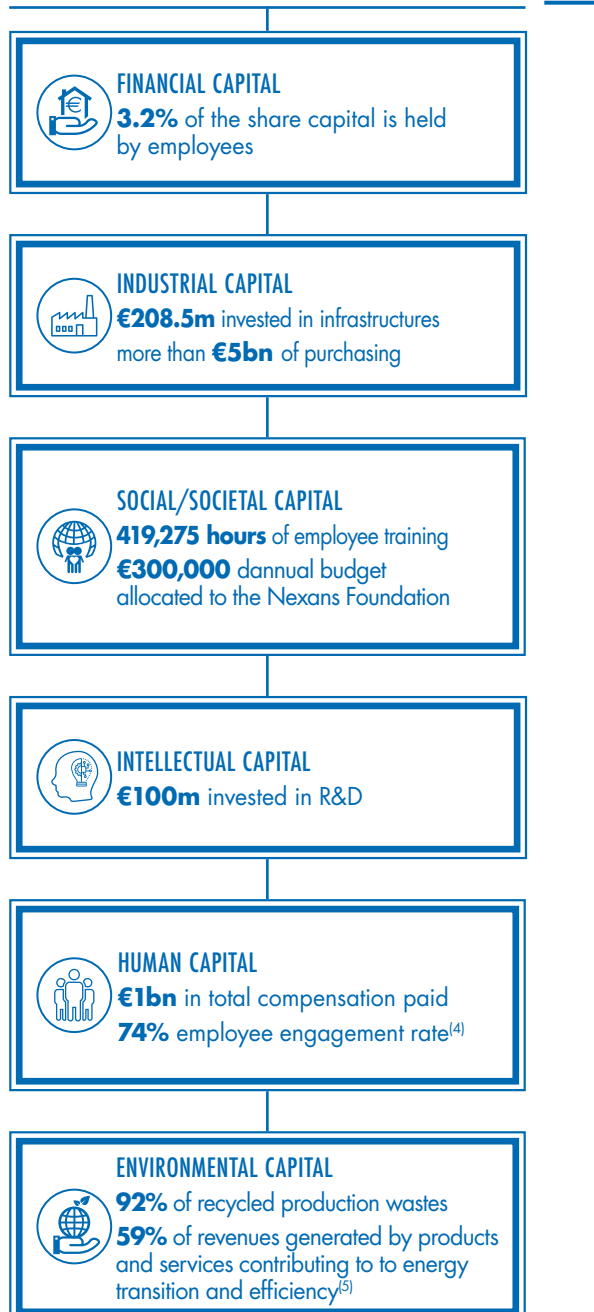 FINANCIAL CAPITAL
3.2% of the share capital is held
by employees
INDUSTRIAL CAPITAL
€208.5m invested in infrastructures
more than €5bn of purchasing
SOCIAL/SOCIETAL CAPITAL
419,275 hours of employee training
€300,000 dannual budget
allocated to the Nexans Foundation
INTELLECTUAL CAPITAL
€100m invested in R&D
HUMAN CAPITAL
€1bn in total compensation paid
74% employee engagement rate(4)
ENVIRONMENTAL CAPITAL
92% of recycled production wastes
59% of revenues generated by products
and services contributing to to energy
transition and efficiency(5)